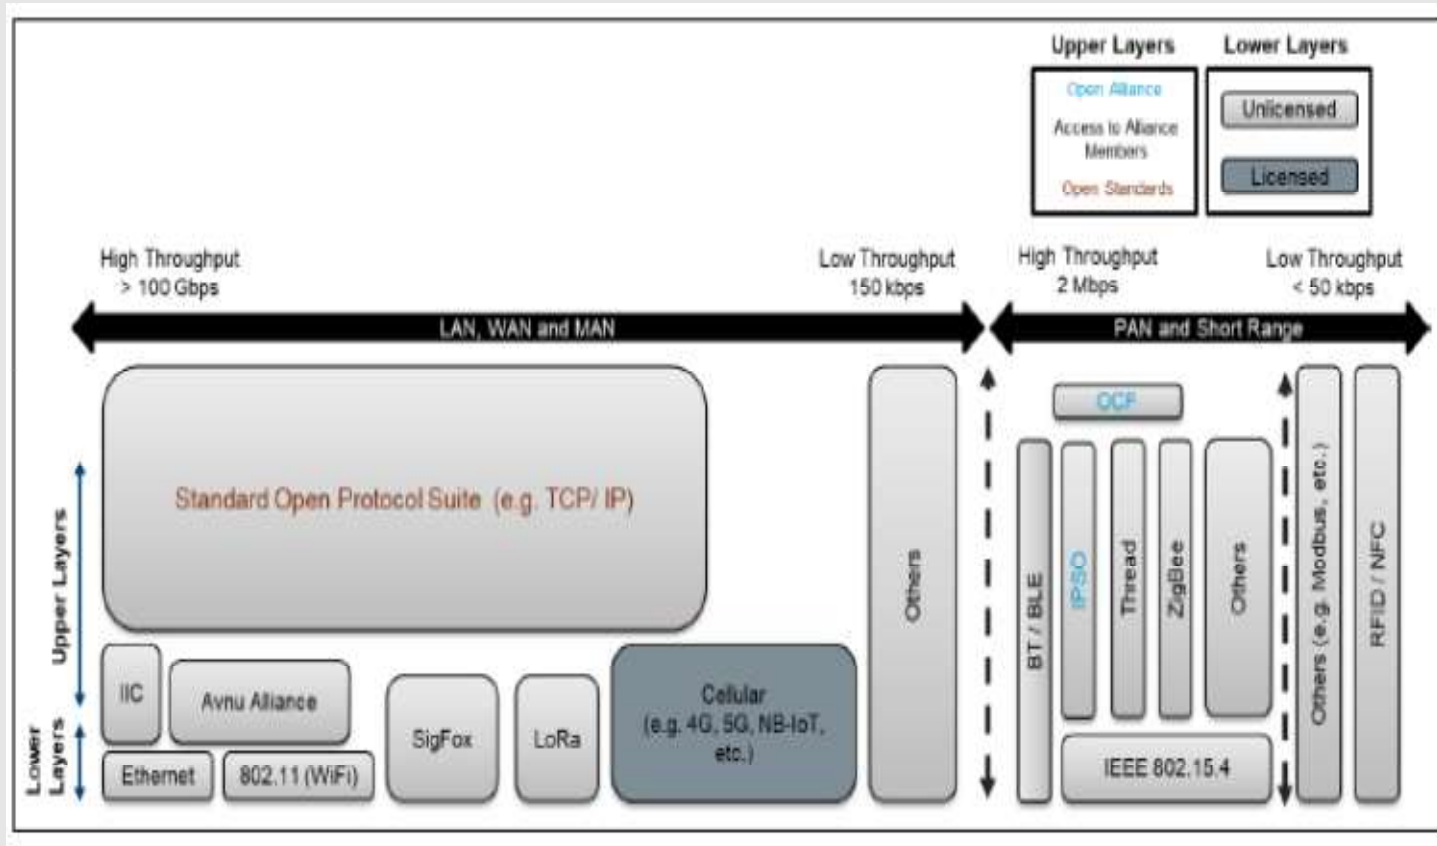 Upper Layers
Lower Layers
Open Alliance
Access to Alliance
Members
Open Standards
Unlicensed
Licensed
High Throughput
> 100 Gbps
Low Throughput
150 kbps
High Throughput
2 Mbps
Low Throughput
< 50 kbps
LAN, WAN and MAN
PAN and Short Range
Upper Layers
Lower
Layers
Standard Open Protocol Suite (e.g. TCP/ IP)
IIC
Avnu Alliance
Ethernet
802.11 (WiFi)
SigFox
LoRa
Cellular
(e.g. 4G, 5G, NB-IoT,
etc.)
Others
OCF
BT / BLE
IPSO
Thread
ZigBee
Others
IEEE 802.15.4
Others (e.g. Modbus, etc.)
RFID / NFC